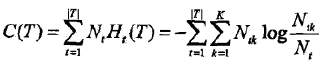 C(T) = \sum_{t=1}^{|T|} N_t H_t(T) = -\sum_{t=1}^{|T|} \sum_{k=1}^{K} N_{tk} \log \frac{N_{tk}}{N_t}